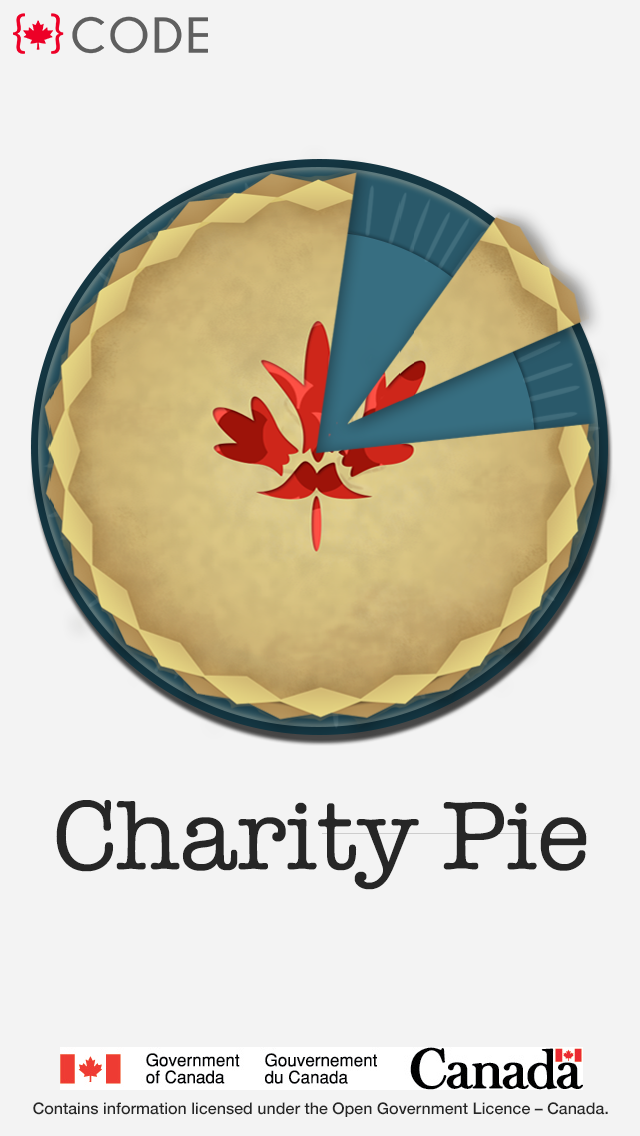 {🍁} CODE
Charity Pie
Government Gouvernement
of Canada du Canada
Canada
Contains information licensed under the Open Government Licence – Canada.